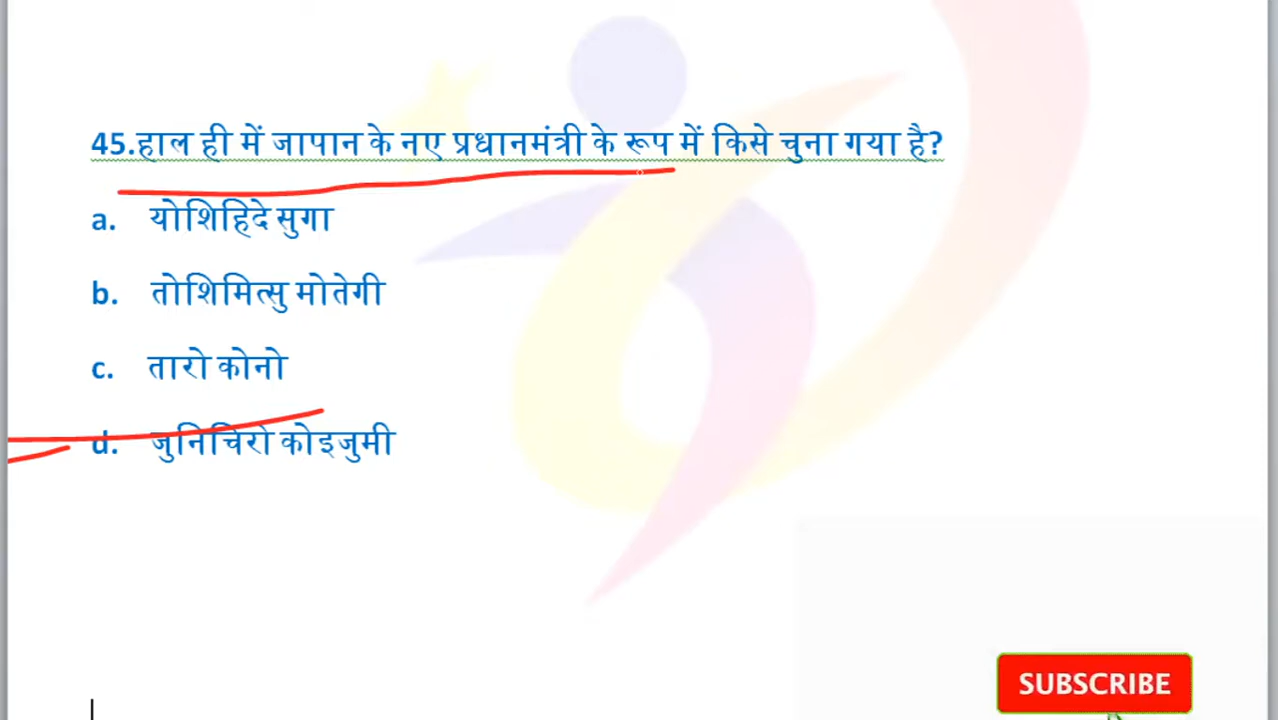 45.हाल ही में जापान के नए प्रधानमंत्री के रूप में किसे चुना गया है?
a. योशिहिदे सुगा
b. तोशिमित्सु मोतेगी
c. तारो कोनो
d. जुनिचिरो कोइजुमी
SUBSCRIBE